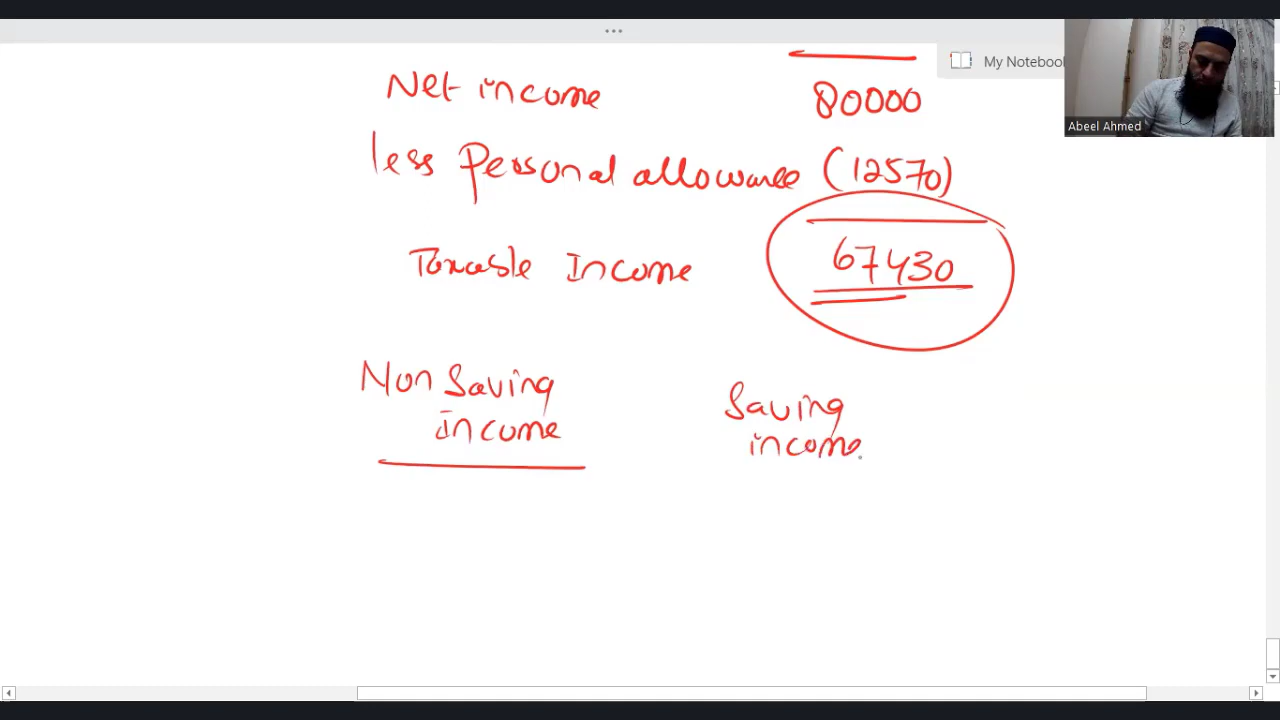 My Notebook
Abeel Ahmed
Net income 80000
less Personal allowance (12570)
Taxable Income 67430
Non Saving
income
Saving
income